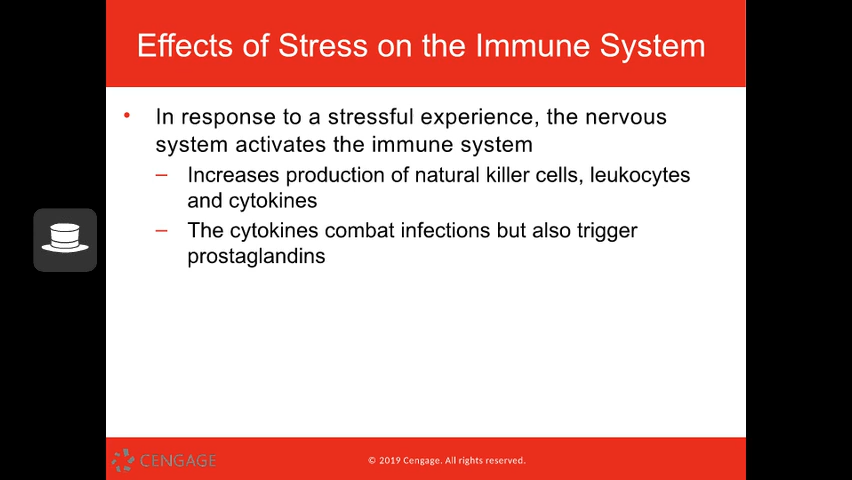 Effects of Stress on the Immune System
• In response to a stressful experience, the nervous
system activates the immune system
– Increases production of natural killer cells, leukocytes
and cytokines
– The cytokines combat infections but also trigger
prostaglandins
CENGAGE
© 2019 Cengage. All rights reserved.